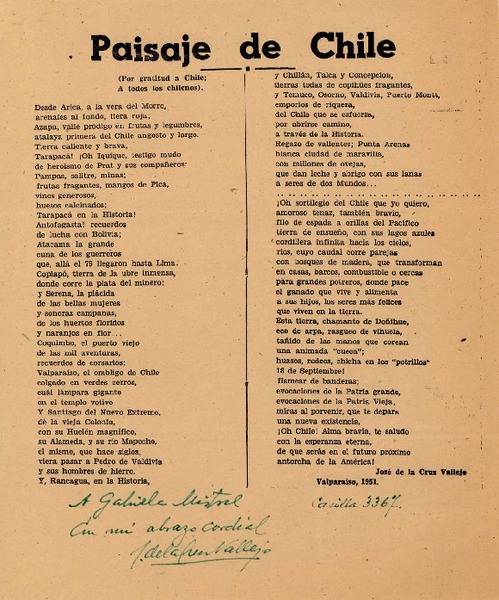 Paisaje de Chile
(Por gratitud a Chile;
A todos los chilenos).
Desde Arica, a la vera del Morro,
arenales al fondo, tierra roja;
Azapa, valle pródigo en frutas y legumbres,
atalaya primera del Chile angosto y largo.
Tierra caliente y brava,
Tarapacá! ¡Oh Iquique, testigo mudo
de heroísmo de Prat y sus compañeros:
Pampas, salitre, minas;
frutas fragantes, mangos de Pica,
vinos generosos,
huesos calcinados;
Tarapacá en la Historia!
Antofagasta! recuerdos
de lucha con Bolivia;
Atacama la grande
cuna de los guerreros
que, allá el 79 llegaron hasta Lima.
Copiapó, tierra de la ubre inmensa,
donde corre la plata del minero:
y Serena, la plácida
de las bellas mujeres
y sonoras campanas,
de los huertos floridos
y naranjos en flor...
Coquimbo, el puerto viejo
de las mil aventuras,
recuerdos de corsarios:
Valparaíso, el ombligo de Chile
colgado en verdes cerros,
cuál lámpara gigante
en el templo votivo
Y Santiago del Nuevo Extremo,
de la vieja Colonia,
con su Huelén magnífico,
su Alameda, y su río Mapocho,
el mismo, que hace siglos,
viera pasar a Pedro de Valdivia
y sus hombres de hierro.
Y, Rancagua, en la Historia,
y Chillán, Talca y Concepcion,
tierras todas de copihues fragantes,
y Temuco, Osorno, Valdivia, Puerto Montt,
emporios de riqueza,
del Chile que se esfuerza,
por abrirse camino,
a través de la Historia.
Regazo de valientes; Punta Arenas
blanca ciudad de maravilla,
con millones de ovejas,
que dan leche y abrigo con sus lanas
a seres de dos Mundos...
¡Oh sortilegio del Chile que yo quiero,
amoroso tenaz, también bravío,
filo de espada a orillas del Pacífico
tierra de ensueño, con sus lagos azules
cordillera infinita hacia los cielos,
ríos, cuyo caudal corre parejas
con bosques de madera, que transforman
en casas, barcos, combustible o cercas
para grandes potreros, donde pace
el ganado que vive y alimenta
a sus hijos, los seres más felices
que viven en la tierra.
Esta tierra, chamanto de Doñihue,
eco de arpa, rasgueo de vihuela,
tañido de las manos que corean
una animada "cueca";
huasos, rodeos, chicha en los "potrillos"
18 de Septiembre!
flamear de banderas;
evocaciones de la Patria grande,
evocaciones de la Patria Vieja,
miras al porvenir, que te depara
una nueva existencia,
¡Oh Chile! Alma bravia, te saludo
con la esperanza eterna,
de que serás en el futuro próximo
antorcha de la América!
José de la Cruz Vallejo
Valparaíso, 1951.
A Gabriela Mistral
Con mi abrazo cordial
J. de la Cruz Vallejo
Casilla 3367.